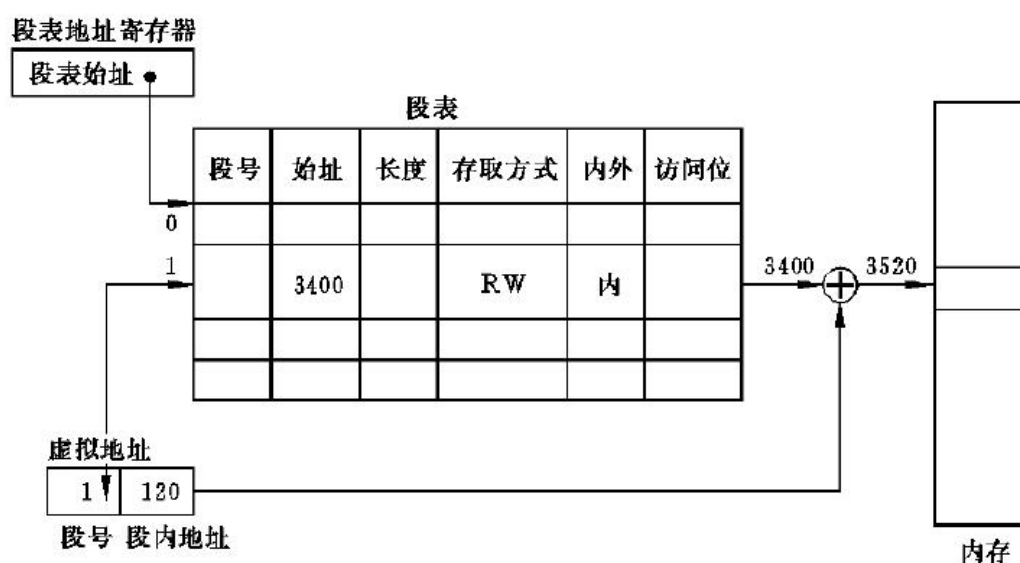 段表地址寄存器
段表始址
段表
段号 始址 长度 存取方式 内外 访问位
0
1
3400 RW 内
3400
3520
虚拟地址
1 120
段号 段内地址
内存